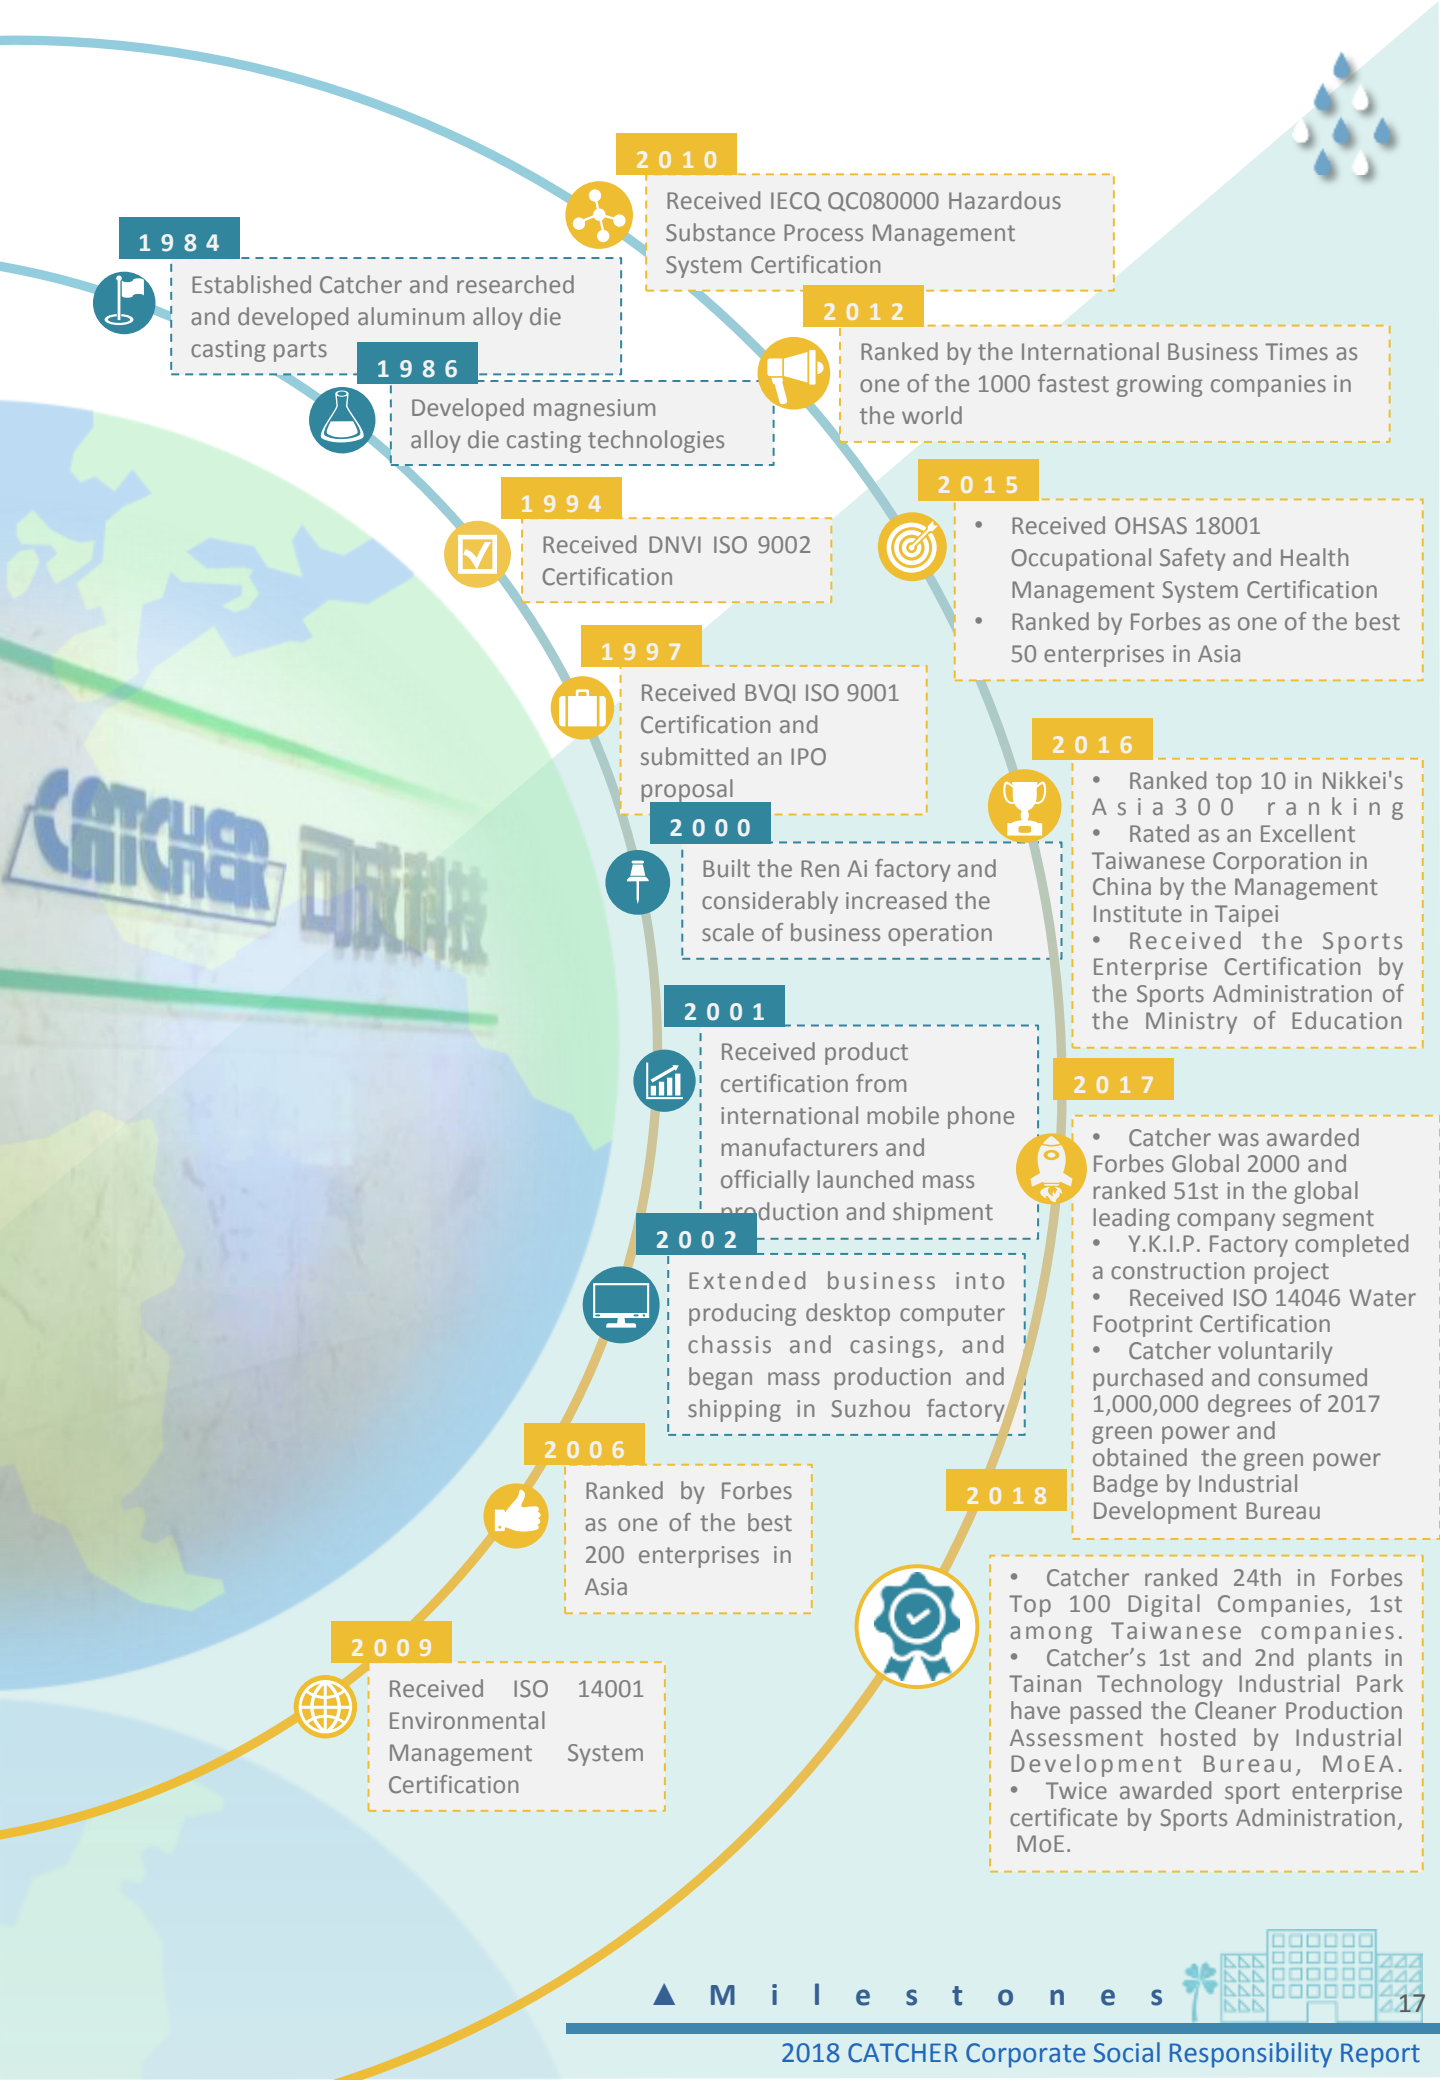 1984
Established Catcher and researched
and developed aluminum alloy die
casting parts
1986
Developed magnesium
alloy die casting technologies
1994
Received DNVI ISO 9002
Certification
1997
Received BVQI ISO 9001
Certification and
submitted an IPO
proposal
2000
Built the Ren Ai factory and
considerably increased the
scale of business operation
2001
Received product
certification from
international mobile phone
manufacturers and
officially launched mass
production and shipment
2002
Extended business into
producing desktop computer
chassis and casings, and
began mass production and
shipping in Suzhou factory
2006
Ranked by Forbes
as one of the best
200 enterprises in
Asia
2009
Received ISO 14001
Environmental
Management System
Certification
2010
Received IECQ QC080000 Hazardous
Substance Process Management
System Certification
2012
Ranked by the International Business Times as
one of the 1000 fastest growing companies in
the world
2015
• Received OHSAS 18001
Occupational Safety and Health
Management System Certification
• Ranked by Forbes as one of the best
50 enterprises in Asia
2016
• Ranked top 10 in Nikkei's
Asia300 ranking
• Rated as an Excellent
Taiwanese Corporation in
China by the Management
Institute in Taipei
• Received the Sports
Enterprise Certification by
the Sports Administration of
the Ministry of Education
2017
• Catcher was awarded
Forbes Global 2000 and
ranked 51st in the global
leading company segment
• Y.K.I.P. Factory completed
a construction project
• Received ISO 14046 Water
Footprint Certification
• Catcher voluntarily
purchased and consumed
1,000,000 degrees of 2017
green power and
obtained the green power
Badge by Industrial
Development Bureau
2018
• Catcher ranked 24th in Forbes
Top 100 Digital Companies, 1st
among Taiwanese companies.
• Catcher’s 1st and 2nd plants in
Tainan Technology Industrial Park
have passed the Cleaner Production
Assessment hosted by Industrial
Development Bureau, MoEA.
• Twice awarded sport enterprise
certificate by Sports Administration,
MoE.
CATCHER 可成科技
▲Milestones
17
2018 CATCHER Corporate Social Responsibility Report